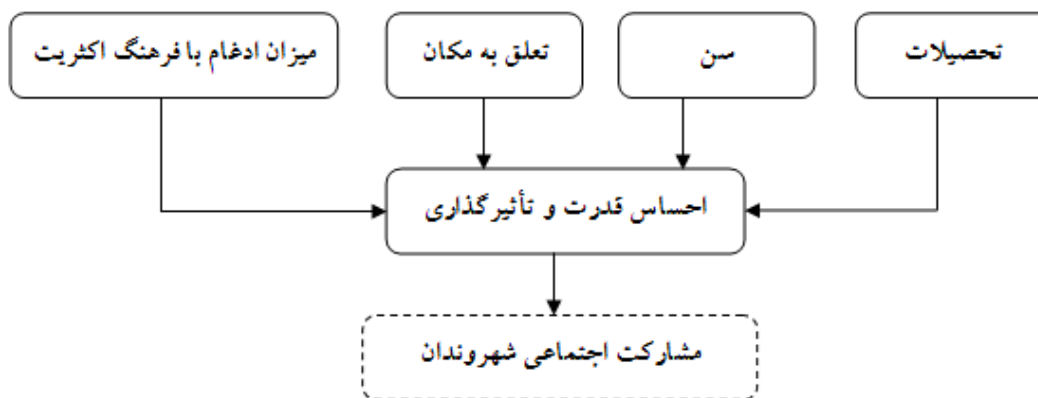 تحصیلات
سن
تعلق به مکان
میزان ادغام با فرهنگ اکثریت
احساس قدرت و تأثیرگذاری
مشارکت اجتماعی شهروندان